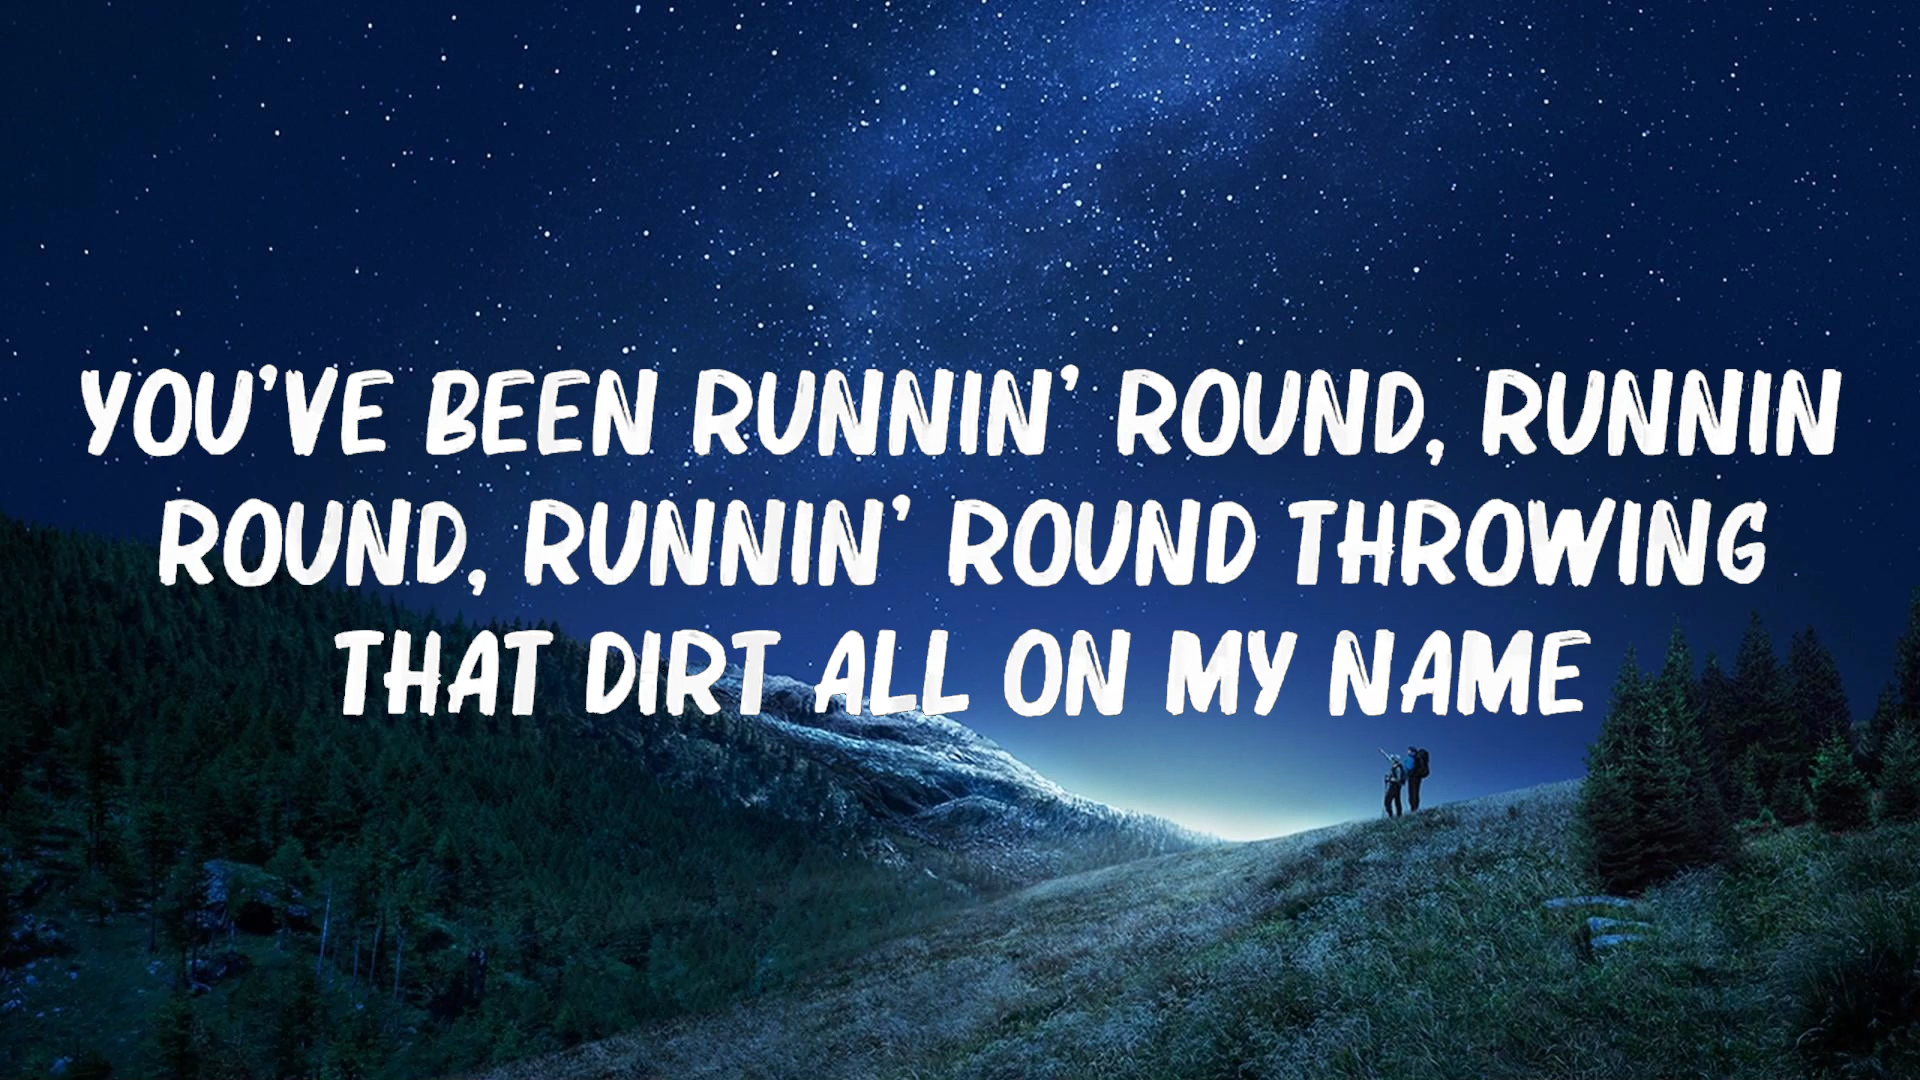 YOU'VE BEEN RUNNIN' ROUND, RUNNIN
ROUND, RUNNIN' ROUND THROWING
THAT DIRT ALL ON MY NAME